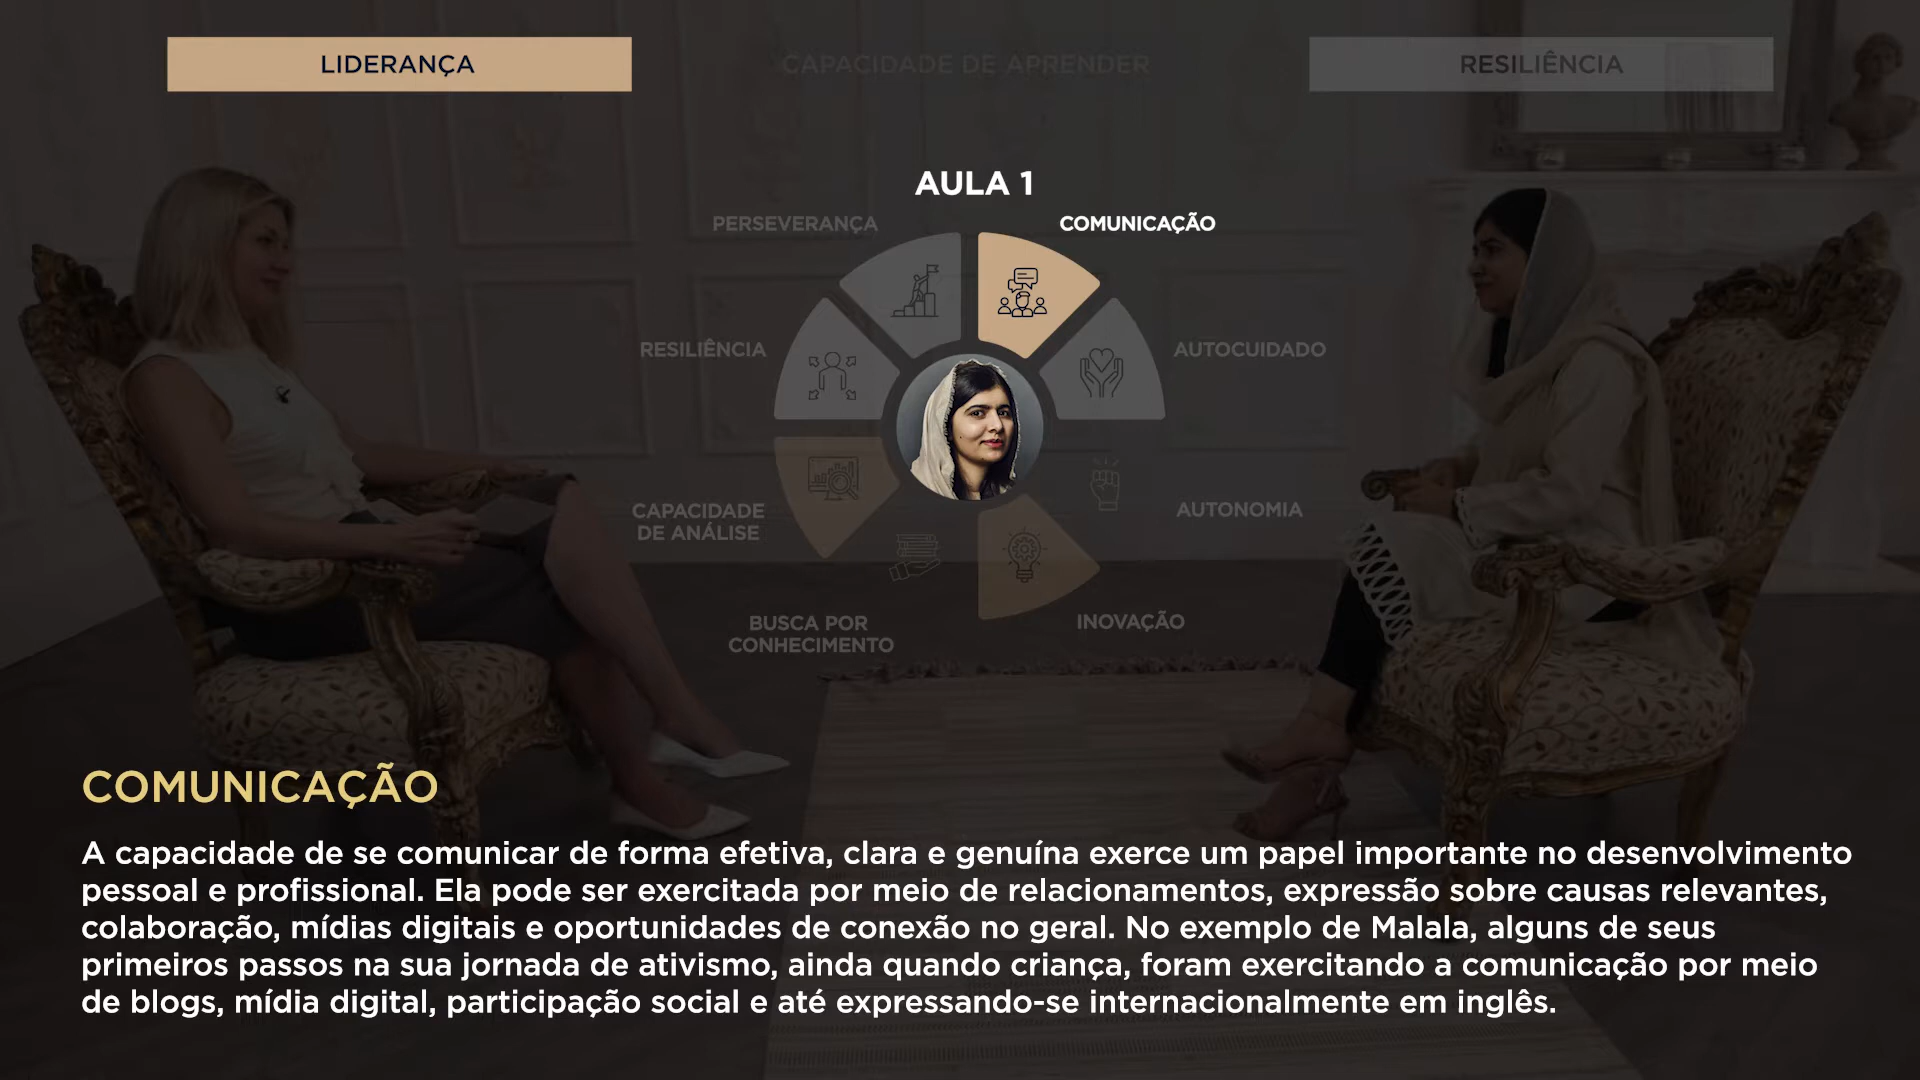 LIDERANÇA
CAPACIDADE DE APRENDER
RESILIÊNCIA
AULA 1
PERSEVERANÇA
COMUNICAÇÃO
RESILIÊNCIA
AUTOCUIDADO
CAPACIDADE
DE ANÁLISE
AUTONOMIA
BUSCA POR
CONHECIMENTO
INOVAÇÃO
COMUNICAÇÃO
A capacidade de se comunicar de forma efetiva, clara e genuína exerce um papel importante no desenvolvimento
pessoal e profissional. Ela pode ser exercitada por meio de relacionamentos, expressão sobre causas relevantes,
colaboração, mídias digitais e oportunidades de conexão no geral. No exemplo de Malala, alguns de seus
primeiros passos na sua jornada de ativismo, ainda quando criança, foram exercitando a comunicação por meio
de blogs, mídia digital, participação social e até expressando-se internacionalmente em inglês.